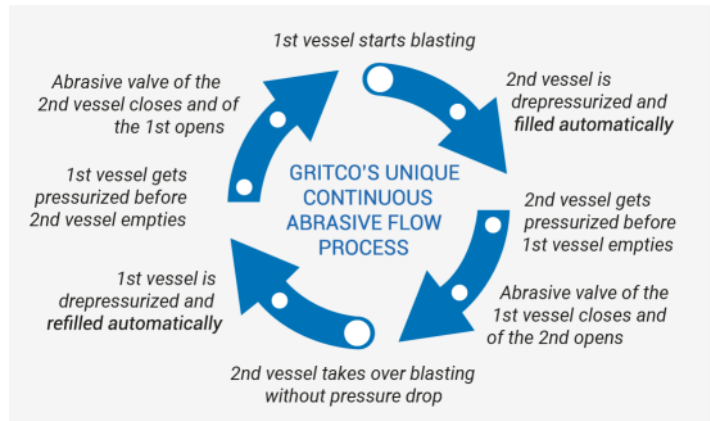 1st vessel starts blasting
2nd vessel is
drepressurized and
filled automatically
2nd vessel gets
pressurized before
1st vessel empties
Abrasive valve of the
1st vessel closes and
of the 2nd opens
2nd vessel takes over blasting
without pressure drop
1st vessel is
drepressurized and
refilled automatically
1st vessel gets
pressurized before
2nd vessel empties
Abrasive valve of the
2nd vessel closes and of
the 1st opens
GRITCO'S UNIQUE
CONTINUOUS
ABRASIVE FLOW
PROCESS